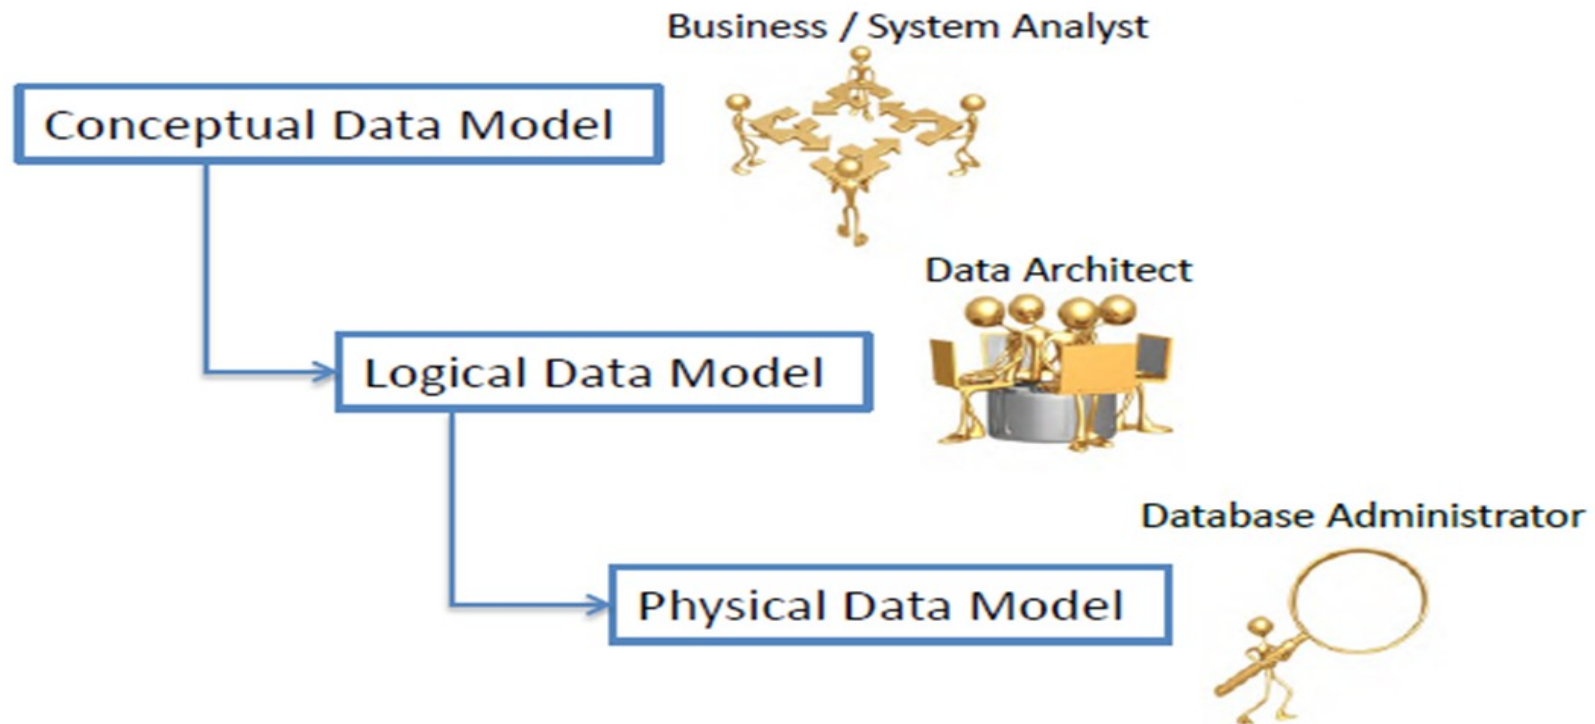 Business / System Analyst
Conceptual Data Model
Data Architect
Logical Data Model
Database Administrator
Physical Data Model